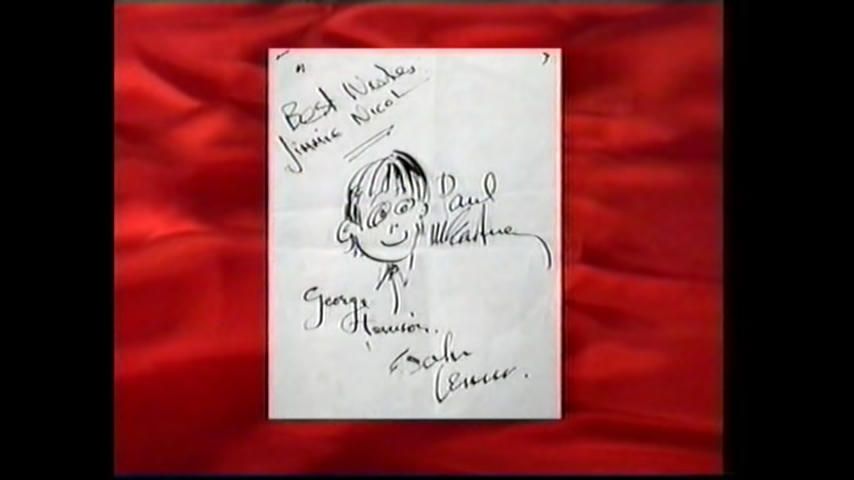 Best Wishes
Jimmie Nicol
Paul
McCartney
George
Harrison.
John
Lennon.